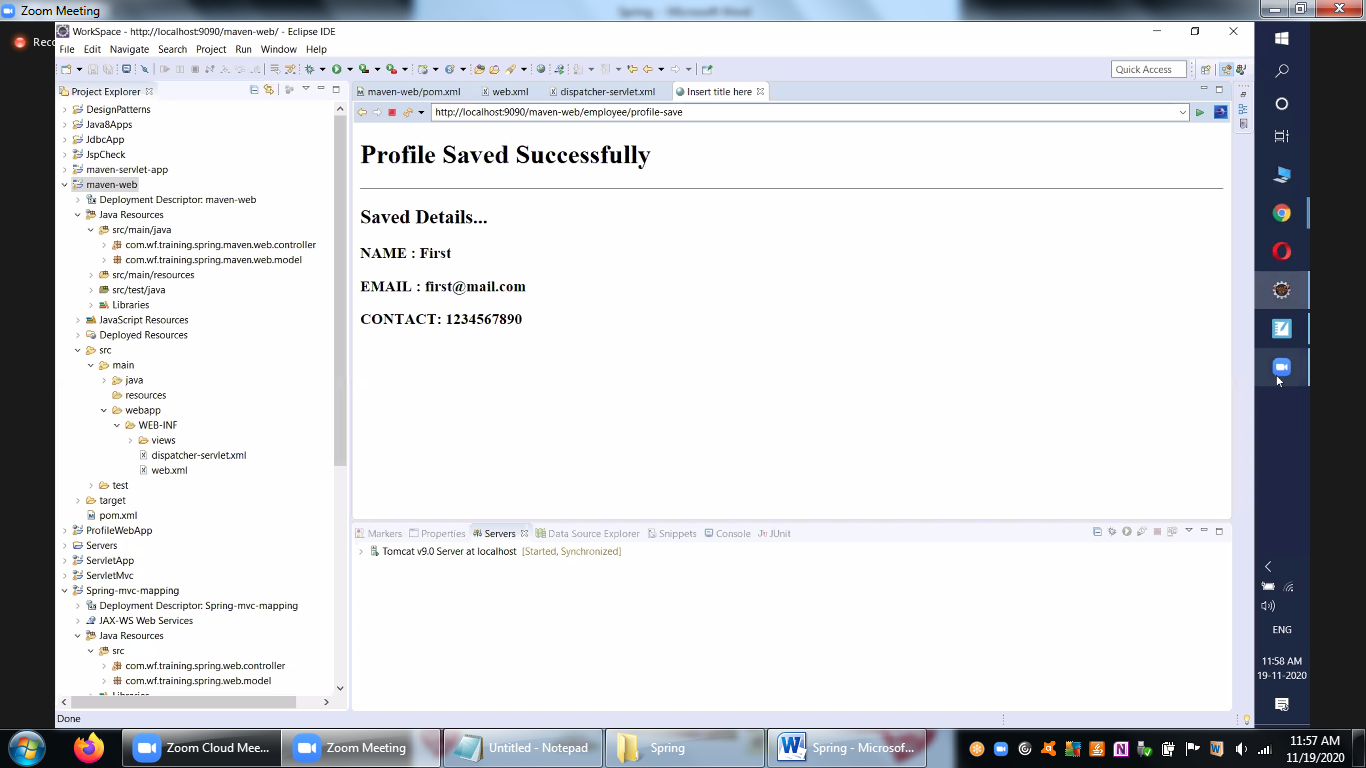 Zoom Meeting
Spring - Microsoft Word
WorkSpace - http://localhost:9090/maven-web/ - Eclipse IDE
File Edit Navigate Search Project Run Window Help
Quick Access
Project Explorer
maven-web/pom.xml web.xml dispatcher-servlet.xml Insert title here
http://localhost:9090/maven-web/employee/profile-save
DesignPatterns
Java8Apps
JdbcApp
JspCheck
maven-servlet-app
maven-web
Deployment Descriptor: maven-web
Java Resources
src/main/java
com.wf.training.spring.maven.web.controller
com.wf.training.spring.maven.web.model
src/main/resources
src/test/java
Libraries
JavaScript Resources
Deployed Resources
src
main
java
resources
webapp
WEB-INF
views
dispatcher-servlet.xml
web.xml
test
target
pom.xml
ProfileWebApp
Servers
ServletApp
ServletMvc
Spring-mvc-mapping
Deployment Descriptor: Spring-mvc-mapping
JAX-WS Web Services
Java Resources
src
com.wf.training.spring.web.controller
com.wf.training.spring.web.model
Profile Saved Successfully
Saved Details...
NAME : First
EMAIL : first@mail.com
CONTACT: 1234567890
Markers Properties Servers Data Source Explorer Snippets Console JUnit
Tomcat v9.0 Server at localhost [Started, Synchronized]
Done
ENG
11:58 AM
19-11-2020
Zoom Cloud Mee... Zoom Meeting Untitled - Notepad Spring Spring - Microsof...
11:57 AM
11/19/2020